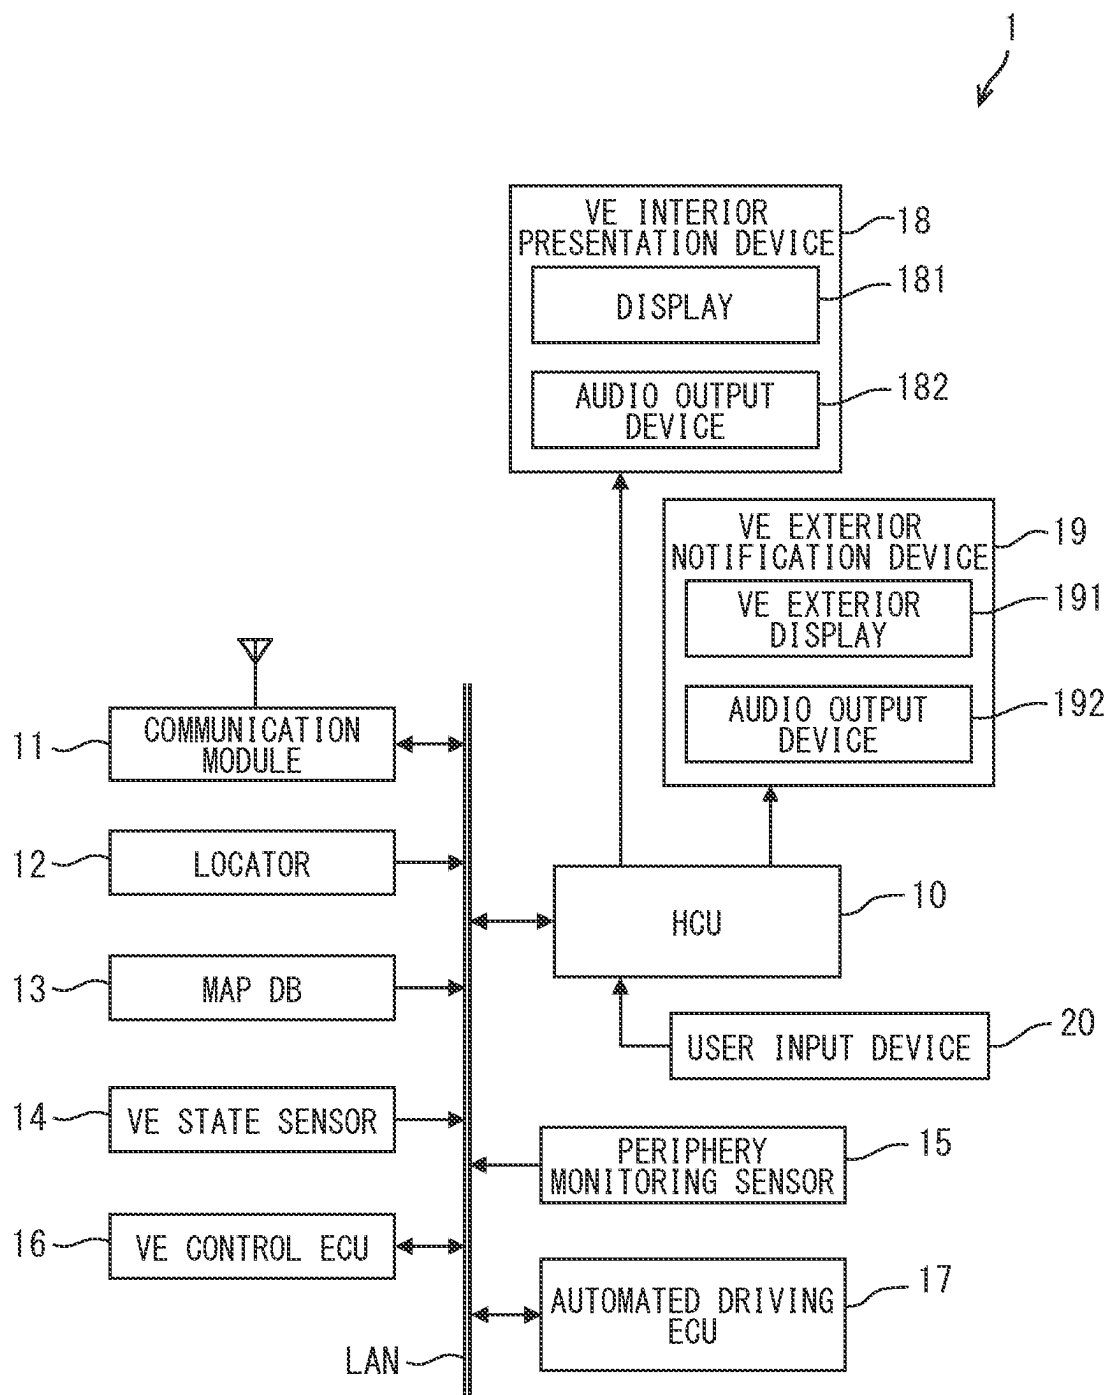 1
VE INTERIOR
PRESENTATION DEVICE
18
DISPLAY
181
AUDIO OUTPUT
DEVICE
182
VE EXTERIOR
NOTIFICATION DEVICE
19
VE EXTERIOR
DISPLAY
191
AUDIO OUTPUT
DEVICE
192
11
COMMUNICATION
MODULE
12
LOCATOR
HCU
10
13
MAP DB
USER INPUT DEVICE
20
14
VE STATE SENSOR
PERIPHERY
MONITORING SENSOR
15
16
VE CONTROL ECU
AUTOMATED DRIVING
ECU
17
LAN